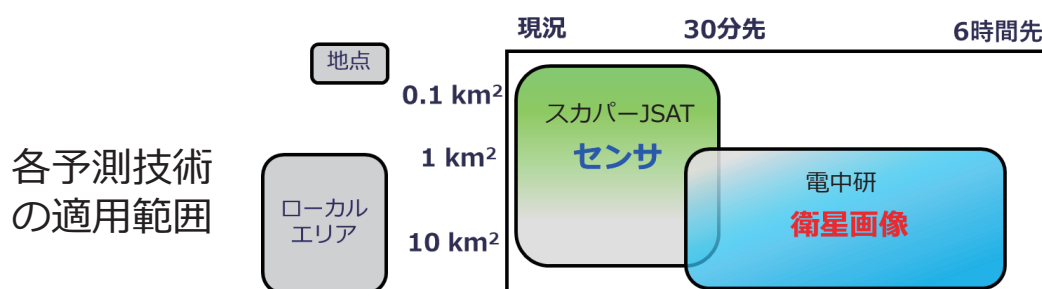 現況 30分先 6時間先
地点
0.1 km²
スカパーJSAT
センサ
1 km²
各予測技術
の適用範囲
ローカル
エリア
電中研
衛星画像
10 km²